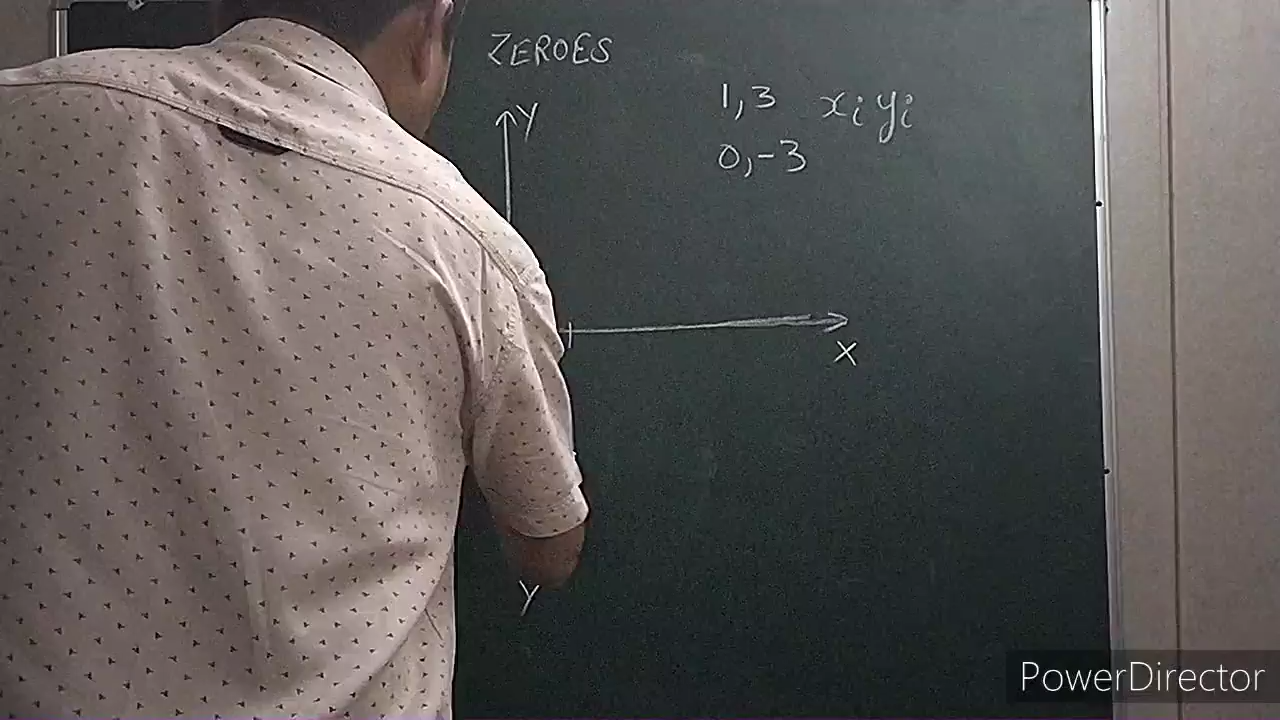 ZEROES
Y
1,3 xi yi
0,-3
X
Y
PowerDirector